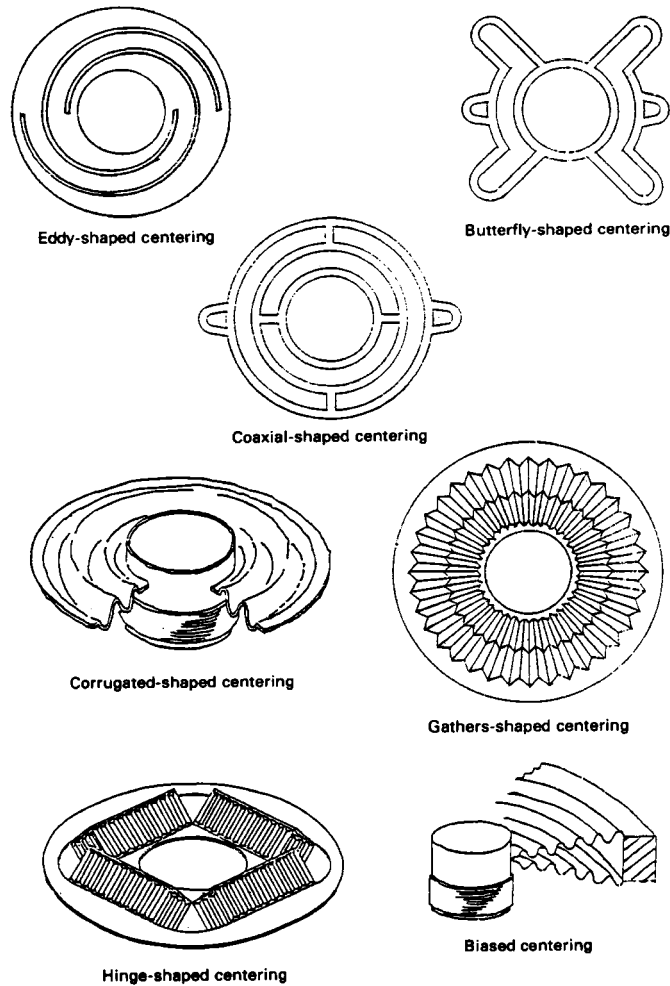 Eddy-shaped centering
Butterfly-shaped centering
Coaxial-shaped centering
Corrugated-shaped centering
Gathers-shaped centering
Hinge-shaped centering
Biased centering